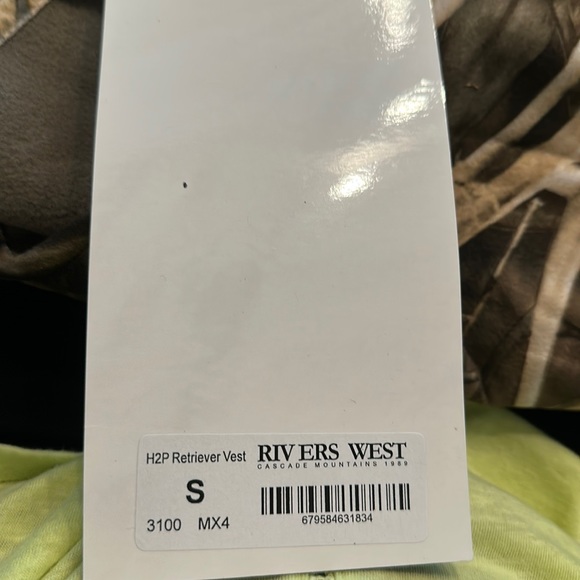 H2P Retriever Vest RIVERS WEST
CASCADE MOUNTAINS 1989
S
3100 MX4
679584631834